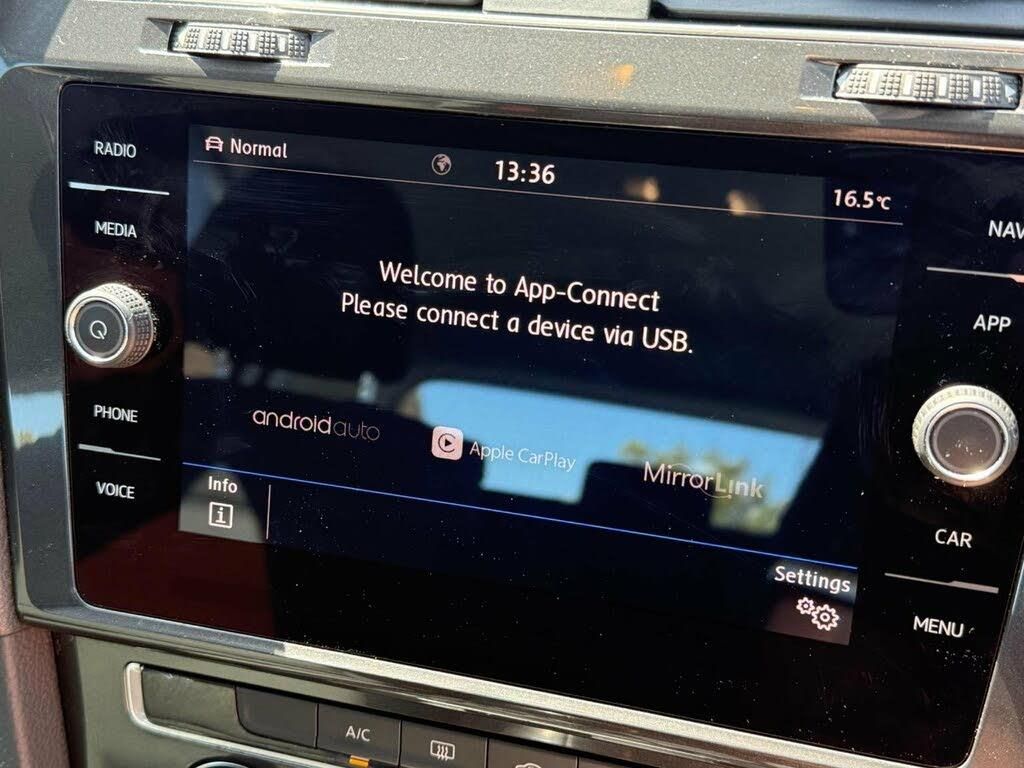 RADIO
MEDIA
PHONE
VOICE
Normal
13:36
16.5°C
Welcome to App-Connect
Please connect a device via USB.
androidauto
Apple CarPlay
MirrorLink
Info
i
Settings
NAV
APP
CAR
MENU
A/C